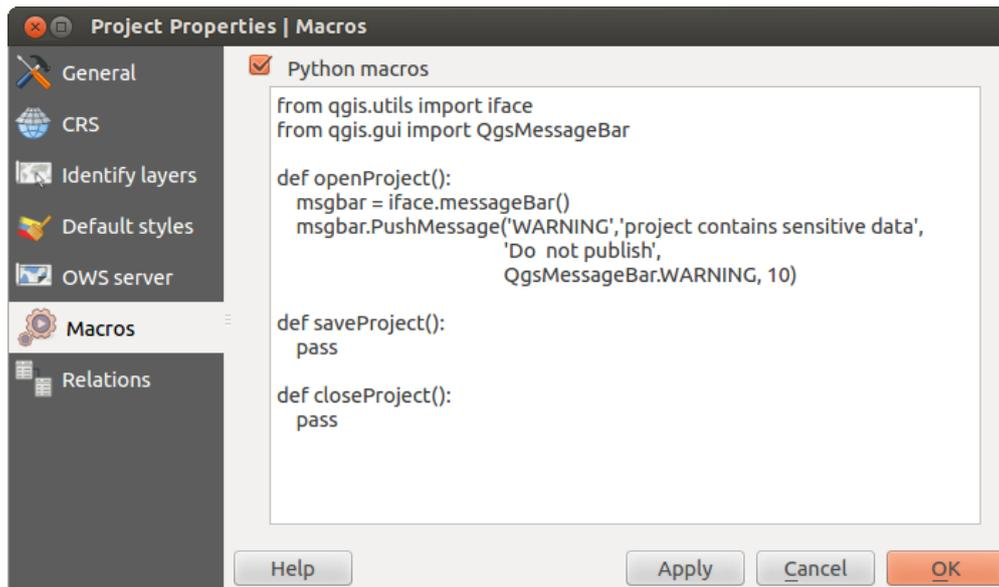 Project Properties | Macros
General
CRS
Identify layers
Default styles
OWS server
Macros
Relations
Python macros
from qgis.utils import iface
from qgis.gui import QgsMessageBar
def openProject():
msgbar = iface.messageBar()
msgbar.PushMessage('WARNING','project contains sensitive data',
'Do  not publish',
QgsMessageBar.WARNING, 10)
def saveProject():
pass
def closeProject():
pass
Help
Apply
Cancel
OK